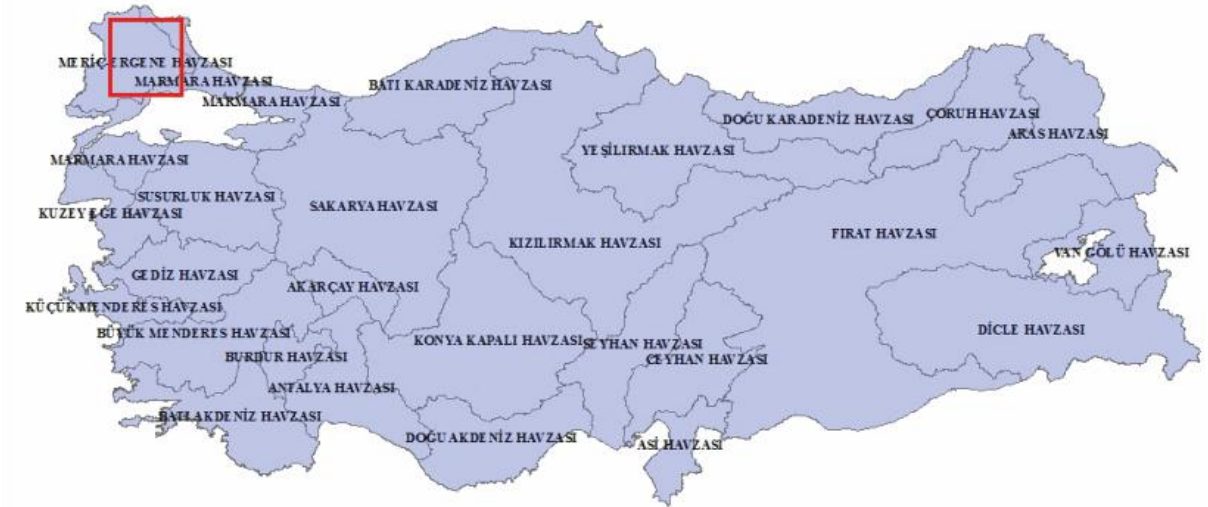 MERİÇ-ERGENE HAVZASI
MARMARA HAVZASI
MARMARA HAVZASI
BATI KARADENİZ HAVZASI
DOĞU KARADENİZ HAVZASI
ÇORUH HAVZASI
ARAS HAVZASI
YEŞİLIRMAK HAVZASI
MARMARA HAVZASI
SUSURLUK HAVZASI
SAKARYA HAVZASI
KUZEY EGE HAVZASI
KIZILIRMAK HAVZASI
FIRAT HAVZASI
VAN GÖLÜ HAVZASI
GEDİZ HAVZASI
AKARÇAY HAVZASI
KÜÇÜK MENDERES HAVZASI
BÜYÜK MENDERES HAVZASI
KONYA KAPALI HAVZASI
SEYHAN HAVZASI
DİCLE HAVZASI
BURDUR HAVZASI
CEYHAN HAVZASI
ANTALYA HAVZASI
BATI AKDENİZ HAVZASI
DOĞU AKDENİZ HAVZASI
ASİ HAVZASI